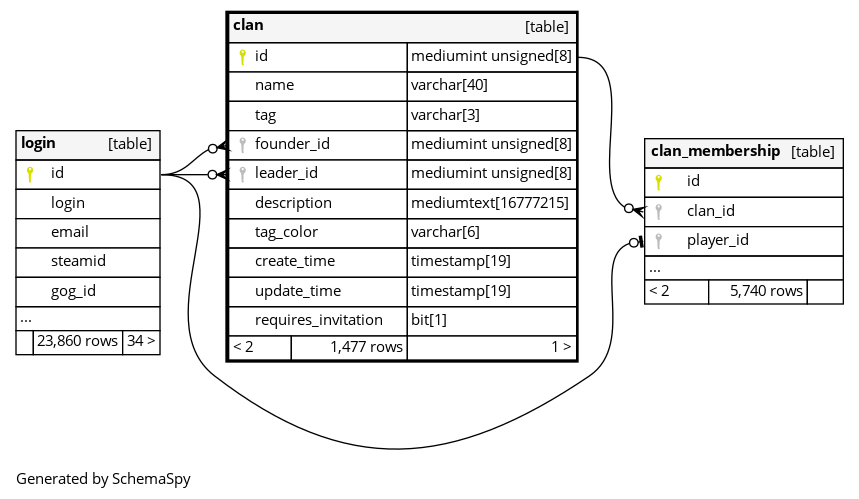 login [table]
id
login
email
steamid
gog_id
...
23,860 rows 34 >
clan [table]
id mediumint unsigned[8]
name varchar[40]
tag varchar[3]
founder_id mediumint unsigned[8]
leader_id mediumint unsigned[8]
description mediumtext[16777215]
tag_color varchar[6]
create_time timestamp[19]
update_time timestamp[19]
requires_invitation bit[1]
< 2 1,477 rows 1 >
clan_membership [table]
id
clan_id
player_id
...
< 2 5,740 rows
Generated by SchemaSpy